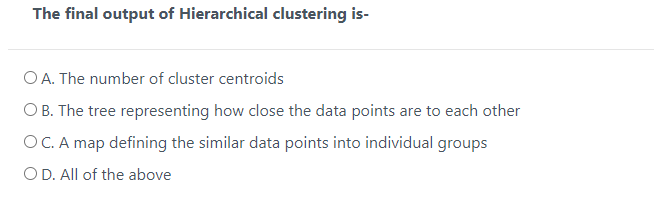 The final output of Hierarchical clustering is-
A. The number of cluster centroids
B. The tree representing how close the data points are to each other
C. A map defining the similar data points into individual groups
D. All of the above